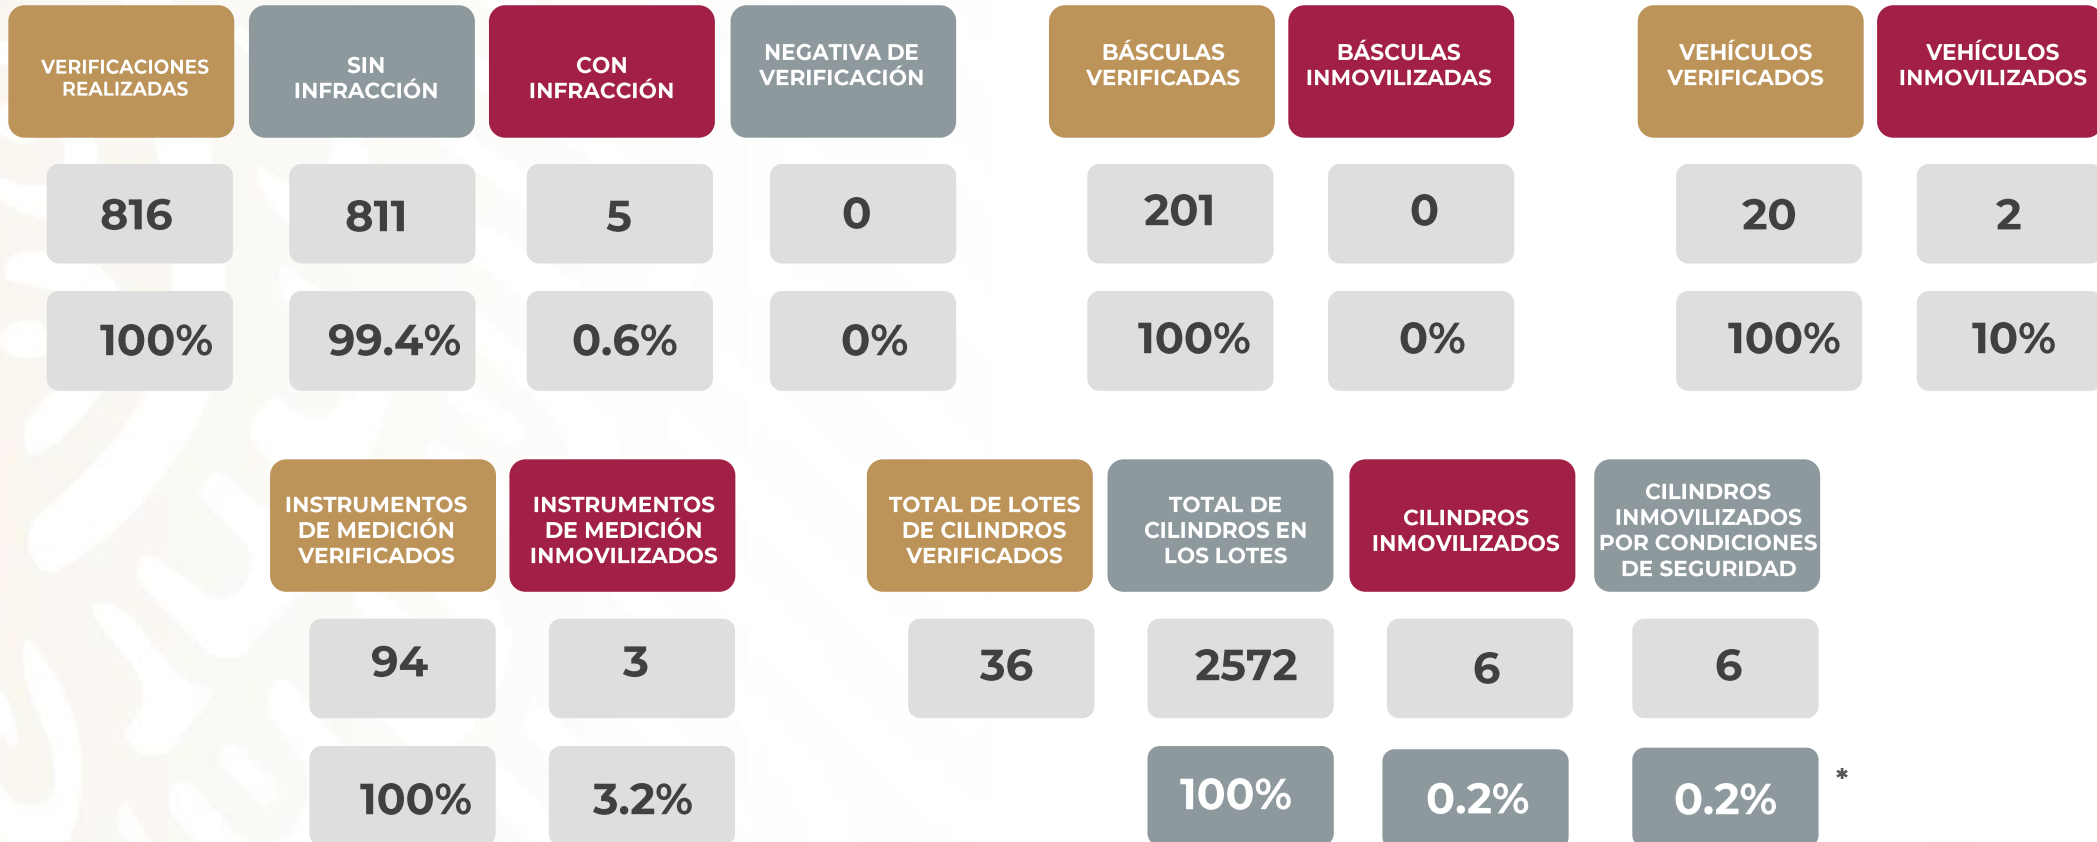 VERIFICACIONES
REALIZADAS
816
100%
SIN
INFRACCIÓN
811
99.4%
CON
INFRACCIÓN
5
0.6%
NEGATIVA DE
VERIFICACIÓN
0
0%
BÁSCULAS
VERIFICADAS
201
100%
BÁSCULAS
INMOVILIZADAS
0
0%
VEHÍCULOS
VERIFICADOS
20
100%
VEHÍCULOS
INMOVILIZADOS
2
10%
INSTRUMENTOS
DE MEDICIÓN
VERIFICADOS
94
100%
INSTRUMENTOS
DE MEDICIÓN
INMOVILIZADOS
3
3.2%
TOTAL DE LOTES
DE CILINDROS
VERIFICADOS
36
TOTAL DE
CILINDROS EN
LOS LOTES
2572
100%
CILINDROS
INMOVILIZADOS
6
0.2%
CILINDROS
INMOVILIZADOS
POR CONDICIONES
DE SEGURIDAD
6
0.2% *